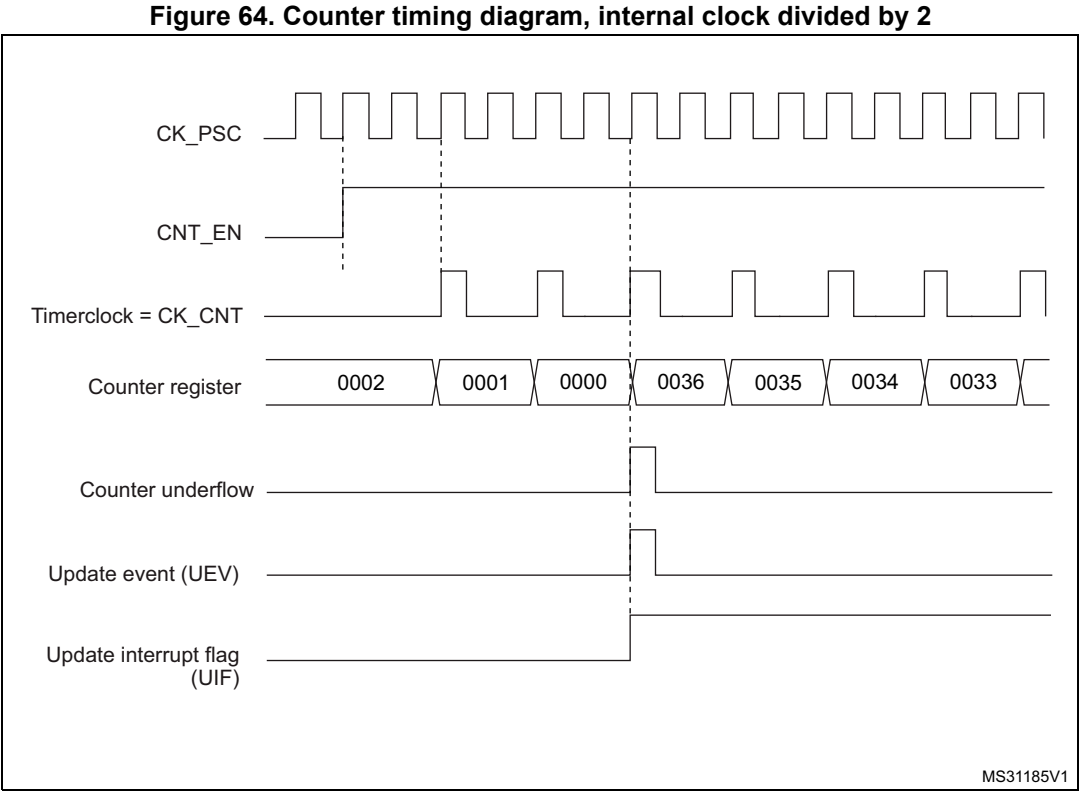 Figure 64. Counter timing diagram, internal clock divided by 2
CK_PSC
CNT_EN
Timerclock = CK_CNT
Counter register
0002 0001 0000 0036 0035 0034 0033
Counter underflow
Update event (UEV)
Update interrupt flag
(UIF)
MS31185V1